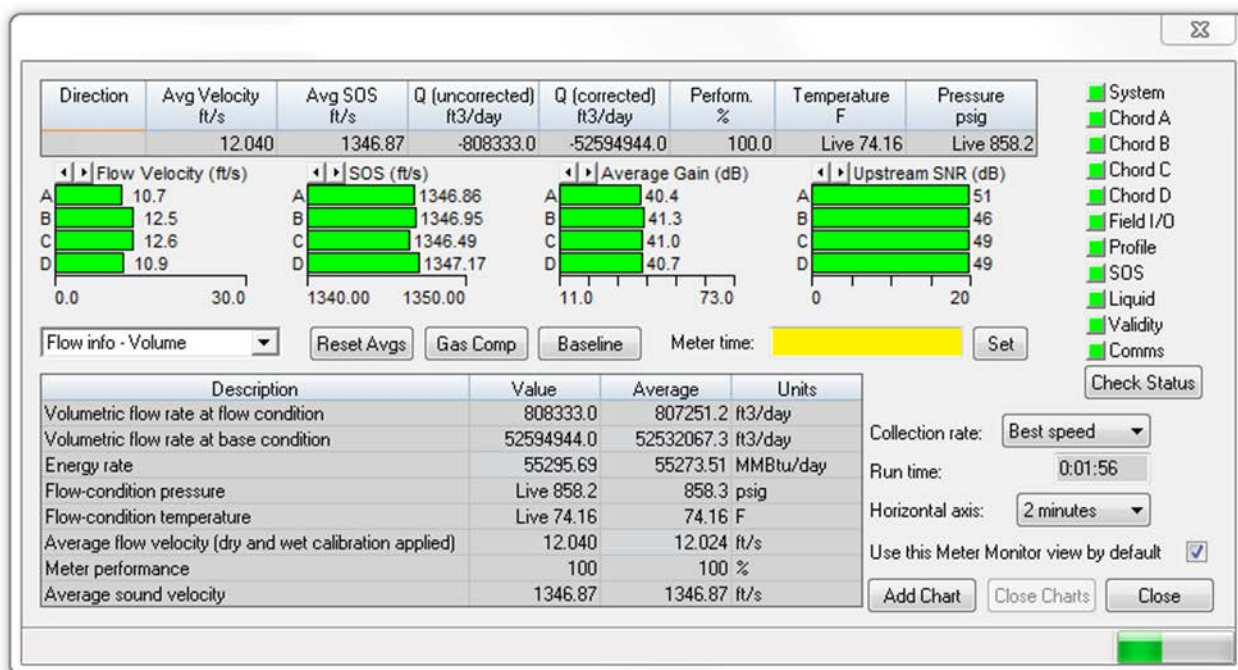 Direction Avg Velocity ft/s Avg SOS ft/s Q (uncorrected) ft3/day Q (corrected) ft3/day Perform. % Temperature F Pressure psig
12.040 1346.87 -808333.0 -52594944.0 100.0 Live 74.16 Live 858.2
Flow Velocity (ft/s)
A 10.7
B 12.5
C 12.6
D 10.9
0.0 30.0
SOS (ft/s)
A 1346.86
B 1346.95
C 1346.49
D 1347.17
1340.00 1350.00
Average Gain (dB)
A 40.4
B 41.3
C 41.0
D 40.7
11.0 73.0
Upstream SNR (dB)
A 51
B 46
C 49
D 49
0 20
System
Chord A
Chord B
Chord C
Chord D
Field I/O
Profile
SOS
Liquid
Validity
Comms
Check Status
Flow info - Volume Reset Avgs Gas Comp Baseline Meter time: Set
Description Value Average Units
Volumetric flow rate at flow condition 808333.0 807251.2 ft3/day
Volumetric flow rate at base condition 52594944.0 52532067.3 ft3/day
Energy rate 55295.69 55273.51 MMBtu/day
Flow-condition pressure Live 858.2 858.3 psig
Flow-condition temperature Live 74.16 74.16 F
Average flow velocity (dry and wet calibration applied) 12.040 12.024 ft/s
Meter performance 100 100 %
Average sound velocity 1346.87 1346.87 ft/s
Collection rate: Best speed
Run time: 0:01:56
Horizontal axis: 2 minutes
Use this Meter Monitor view by default
Add Chart Close Charts Close